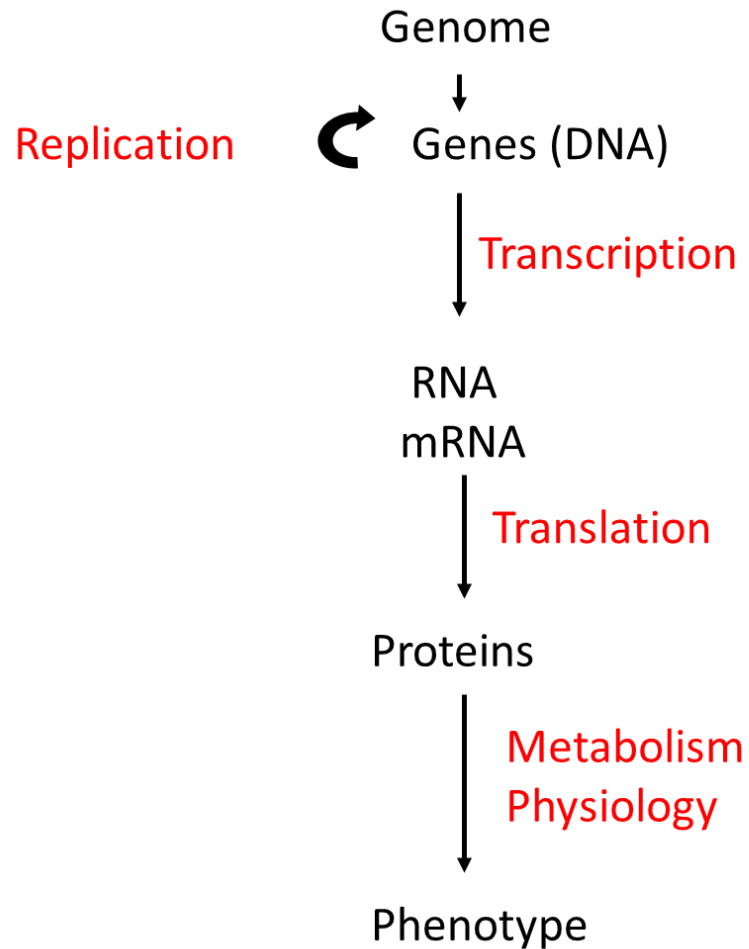 Genome
Replication
Genes (DNA)
Transcription
RNA
mRNA
Translation
Proteins
Metabolism
Physiology
Phenotype